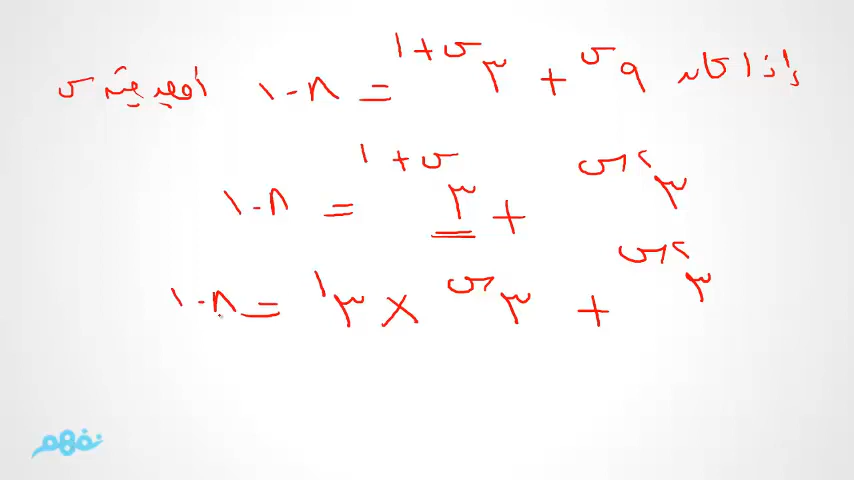 إذا كان ٩^س + ٣^(س+١) = ١٠٨ أوجد قيمة س
٣^(٢س) + ٣^(س+١) = ١٠٨
٣^(٢س) + ٣^س × ٣^١ = ١٠٨
نفهم